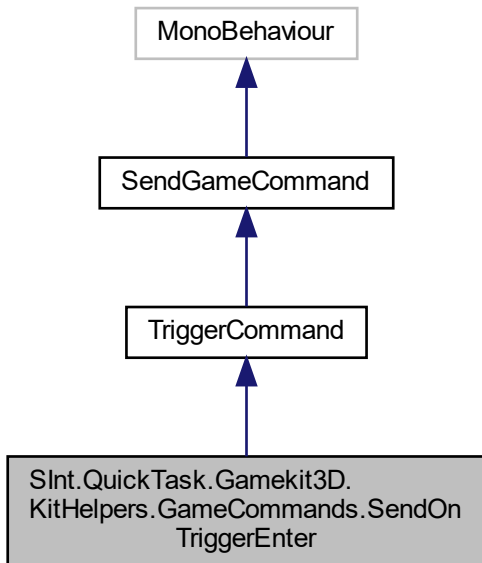 MonoBehaviour
SendGameCommand
TriggerCommand
SInt.QuickTask.Gamekit3D.
KitHelpers.GameCommands.SendOn
TriggerEnter